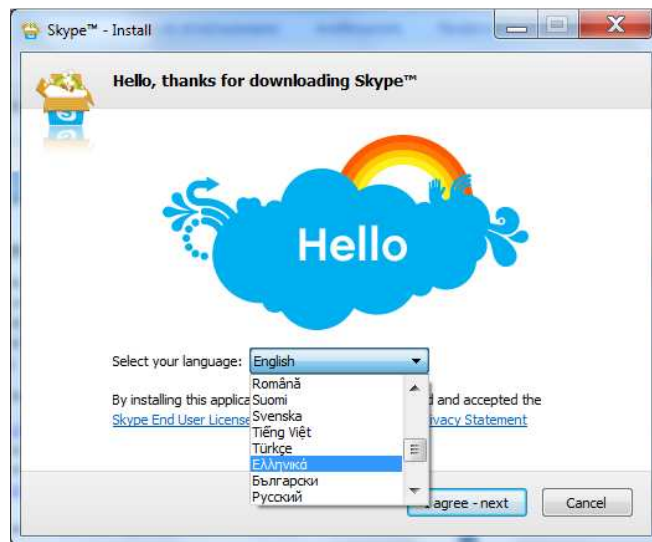 Skype™ - Install
Hello, thanks for downloading Skype™
Hello
Select your language: English
Română
By installing this applica d and accepted the
Suomi
Skype End User License ivacy Statement
Svenska
Tiếng Việt
Türkçe
Ελληνικά
Български
Русский
agree - next
Cancel